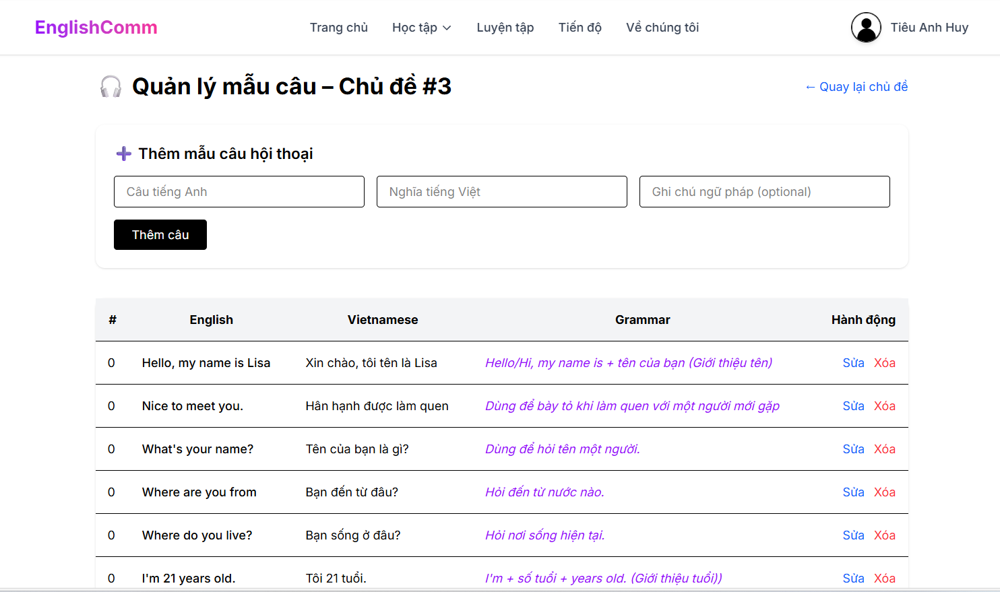 EnglishComm
Trang chủ
Học tập
Luyện tập
Tiến độ
Về chúng tôi
Tiêu Anh Huy
Quản lý mẫu câu – Chủ đề #3
← Quay lại chủ đề
Thêm mẫu câu hội thoại
Câu tiếng Anh
Nghĩa tiếng Việt
Ghi chú ngữ pháp (optional)
Thêm câu
# English Vietnamese Grammar Hành động
0 Hello, my name is Lisa Xin chào, tôi tên là Lisa Hello/Hi, my name is + tên của bạn (Giới thiệu tên) Sửa Xóa
0 Nice to meet you. Hân hạnh được làm quen Dùng để bày tỏ khi làm quen với một người mới gặp Sửa Xóa
0 What's your name? Tên của bạn là gì? Dùng để hỏi tên một người. Sửa Xóa
0 Where are you from Bạn đến từ đâu? Hỏi đến từ nước nào. Sửa Xóa
0 Where do you live? Bạn sống ở đâu? Hỏi nơi sống hiện tại. Sửa Xóa
0 I'm 21 years old. Tôi 21 tuổi. I'm + số tuổi + years old. (Giới thiệu tuổi)) Sửa Xóa